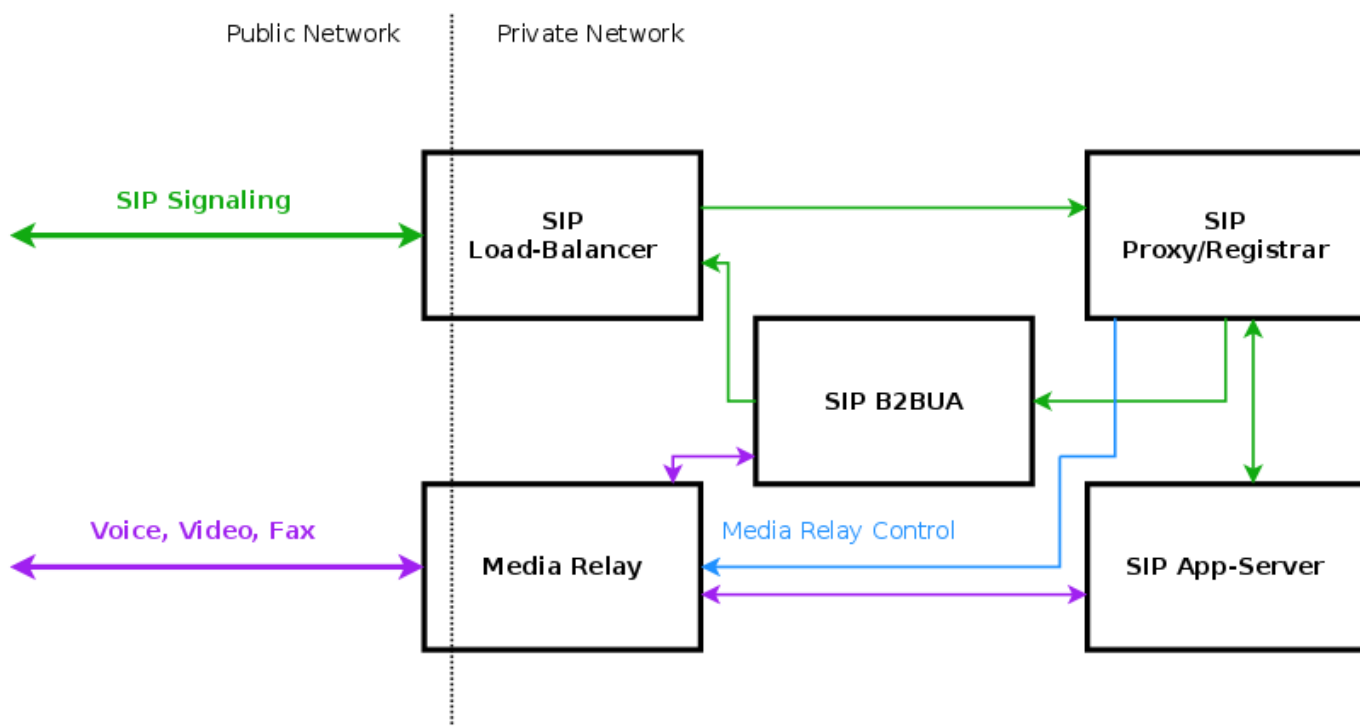 Public Network
Private Network
SIP Signaling
SIP
Load-Balancer
SIP
Proxy/Registrar
SIP B2BUA
Voice, Video, Fax
Media Relay
Media Relay Control
SIP App-Server